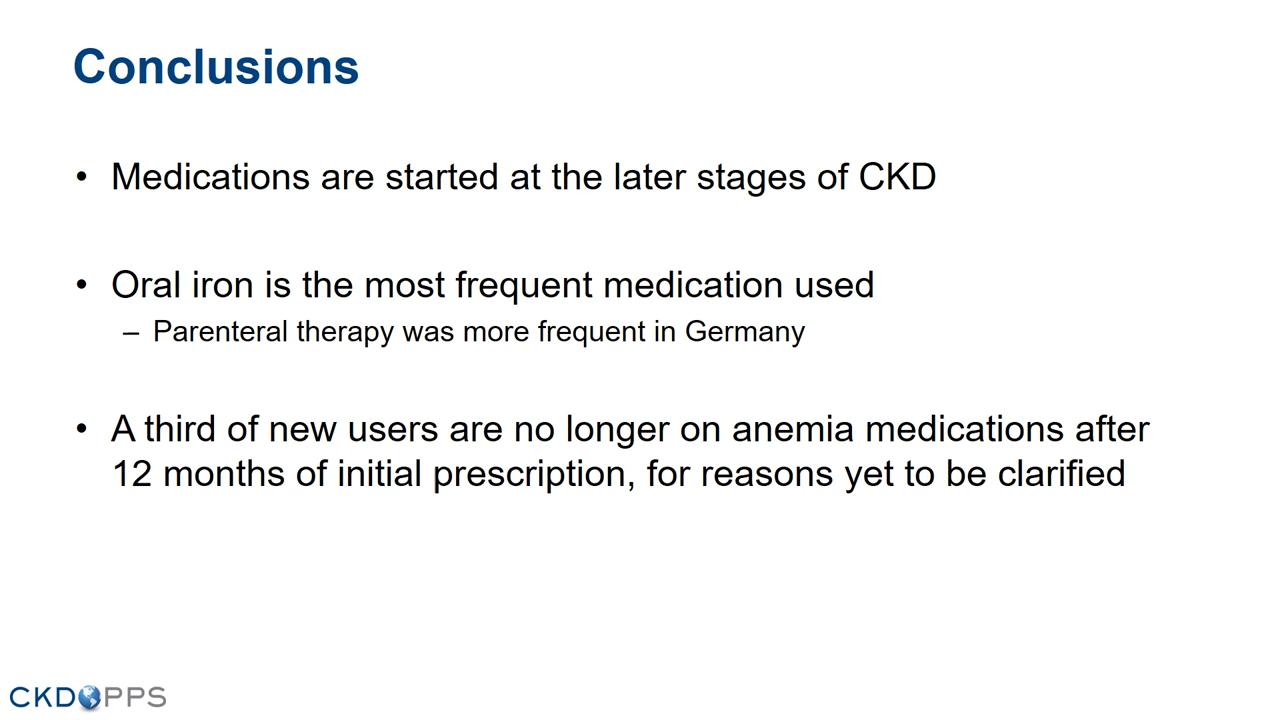 Conclusions
• Medications are started at the later stages of CKD
• Oral iron is the most frequent medication used
– Parenteral therapy was more frequent in Germany
• A third of new users are no longer on anemia medications after
12 months of initial prescription, for reasons yet to be clarified
CKDOPPS